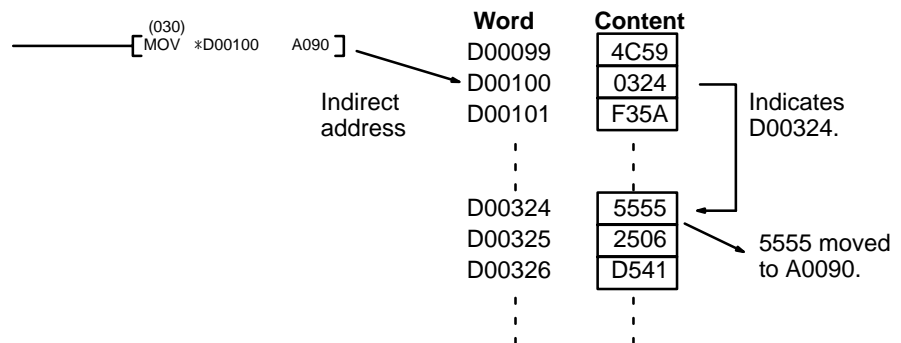 Word Content
(030)
MOV *D00100 A090
D00099 4C59
D00100 0324
D00101 F35A
Indirect
address
Indicates
D00324.
D00324 5555
D00325 2506
D00326 D541
5555 moved
to A0090.